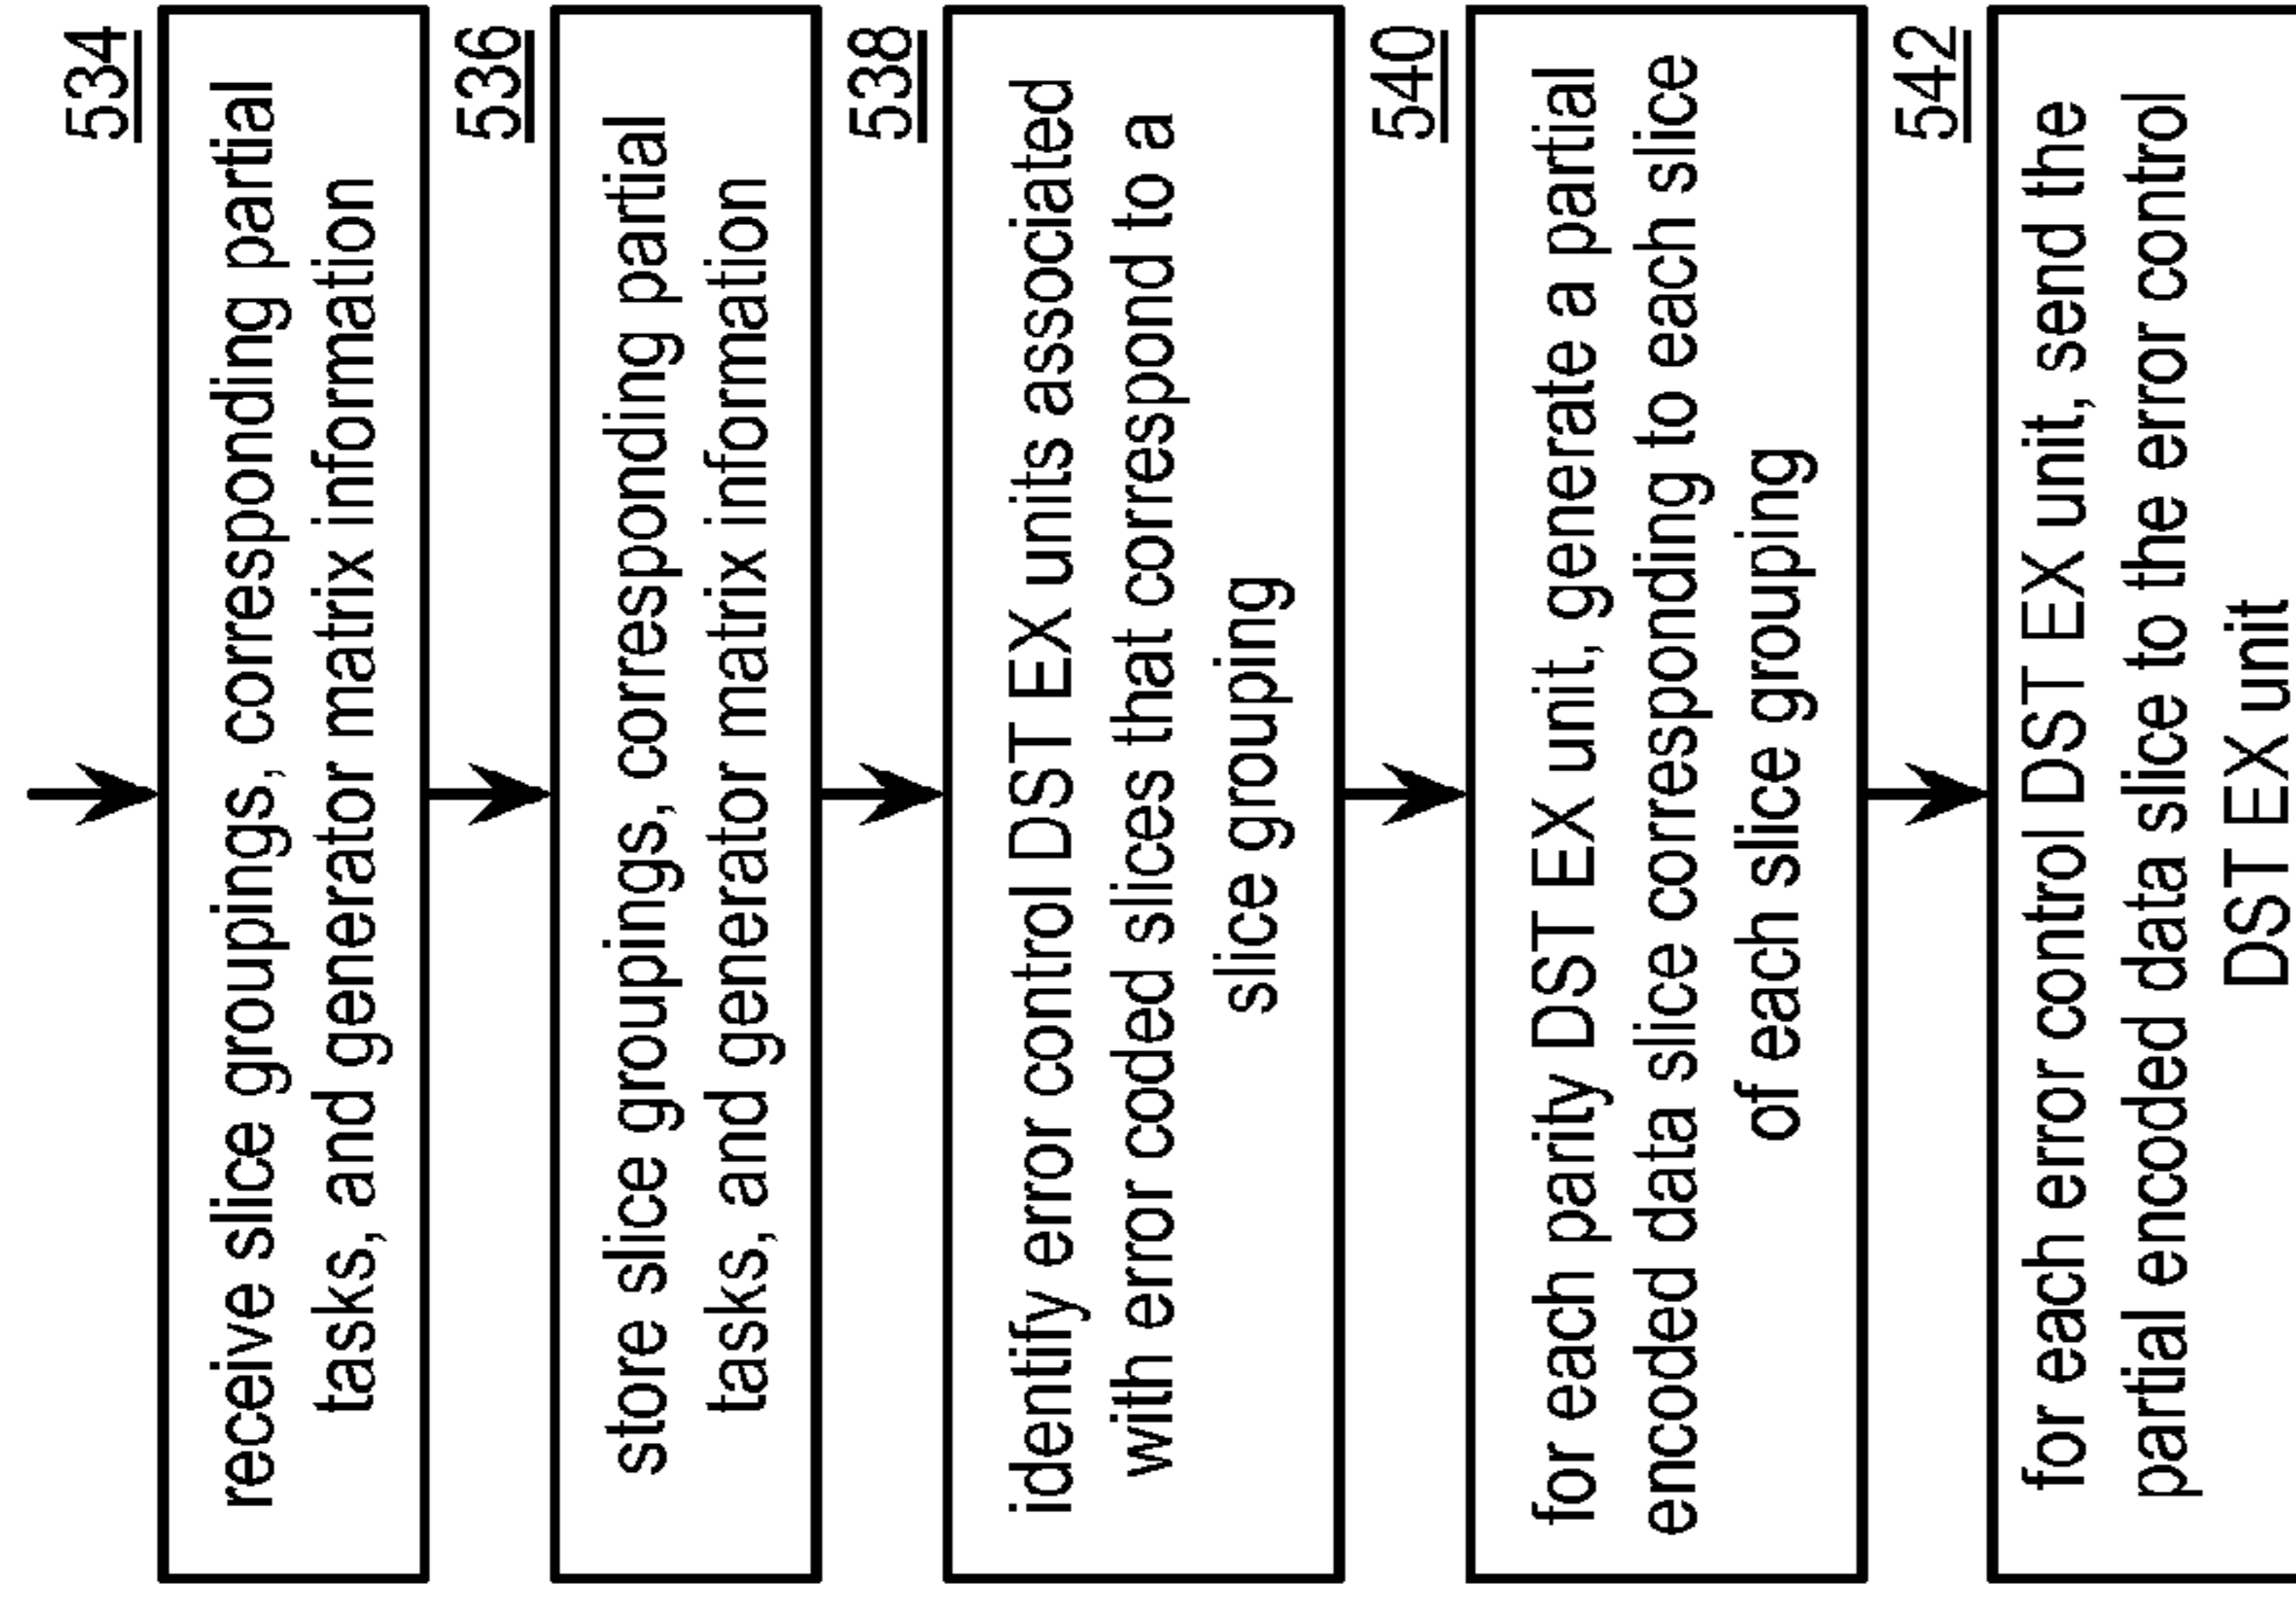 534
receive slice groupings, corresponding partial
tasks, and generator matrix information
536
store slice groupings, corresponding partial
tasks, and generator matrix information
538
identify error control DST EX units associated
with error coded slices that correspond to a
slice grouping
540
for each parity DST EX unit, generate a partial
encoded data slice corresponding to each slice
of each slice grouping
542
for each error control DST EX unit, send the
partial encoded data slice to the error control
DST EX unit